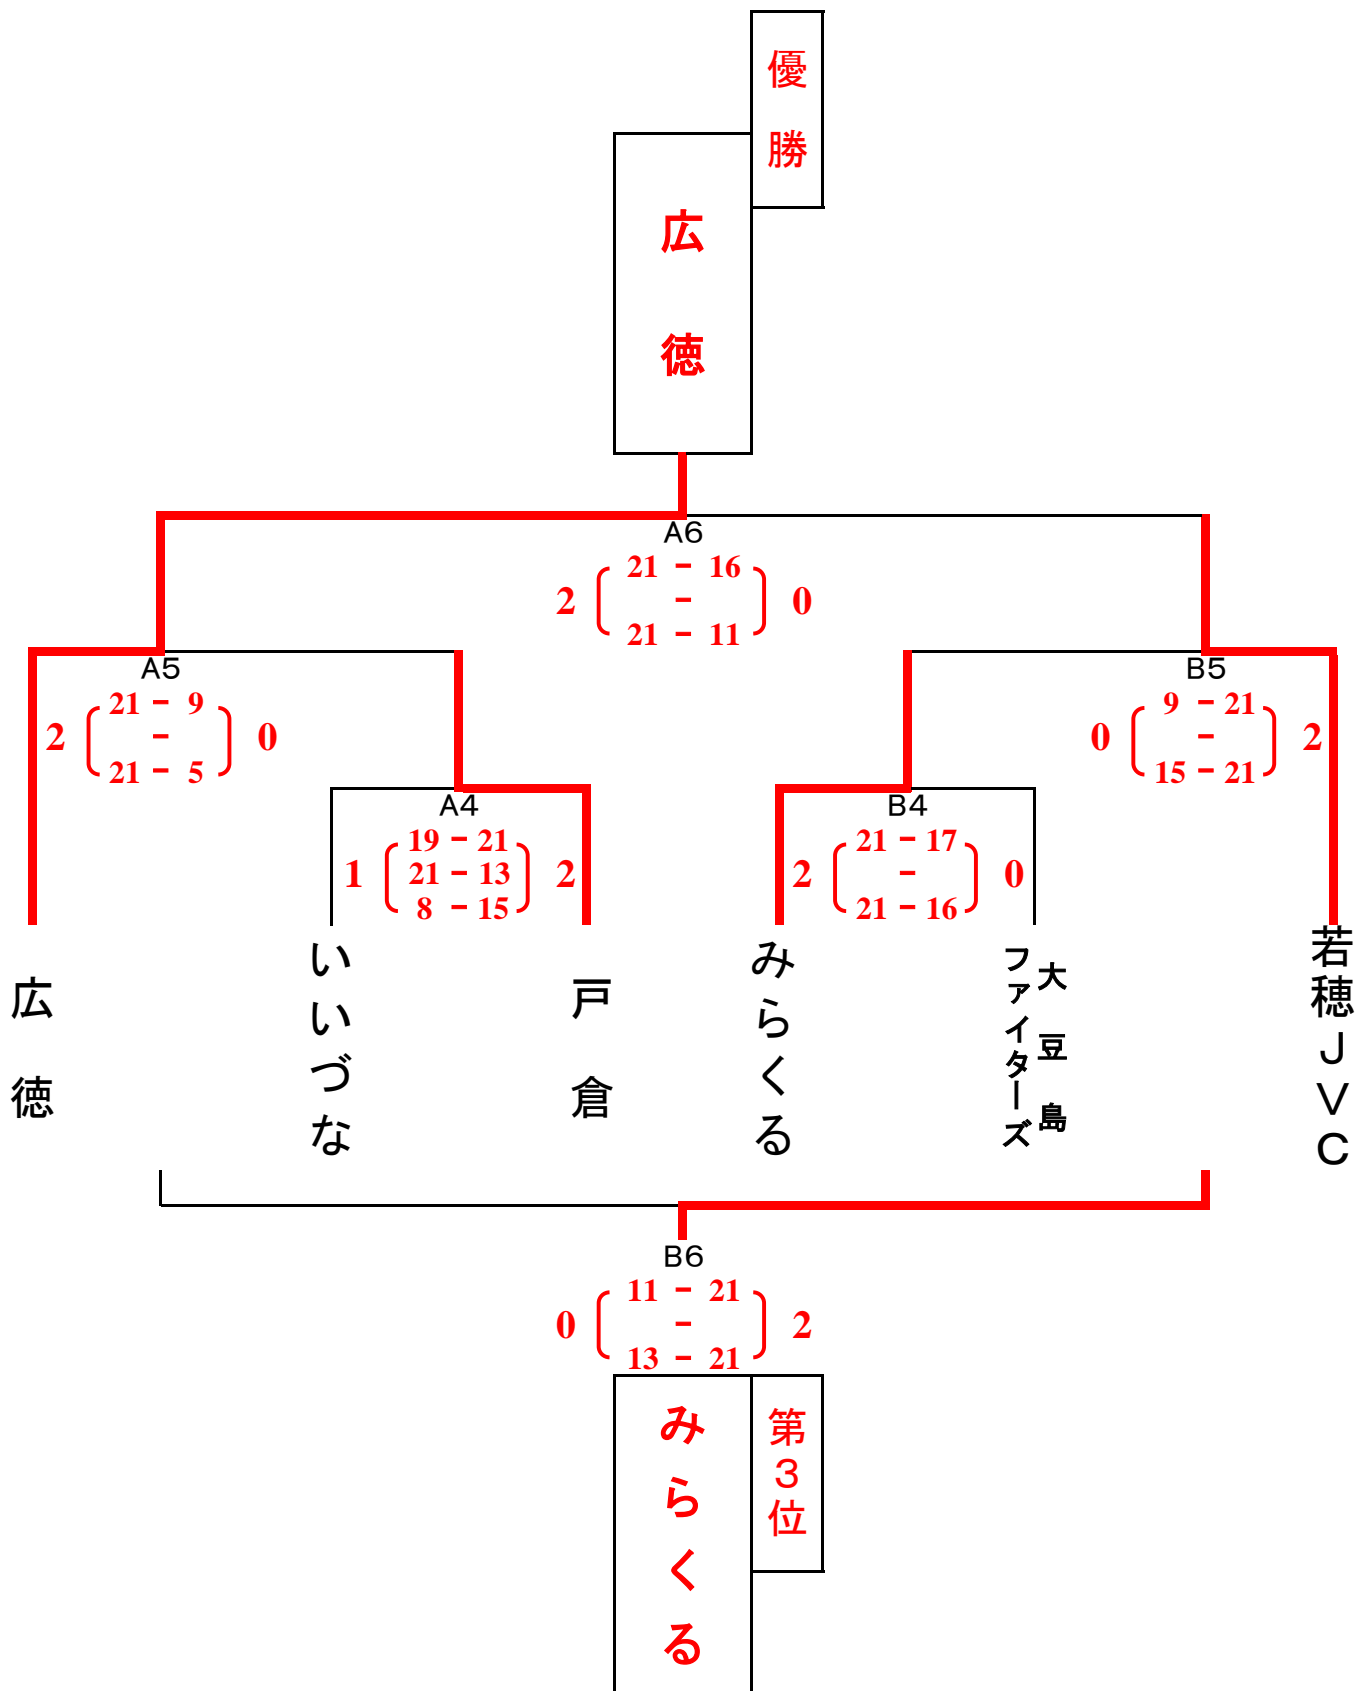 優勝
広徳
A6
21 - 16
2 - 0
21 - 11
A5
21 - 9
2 - 0
21 - 5
B5
9 - 21
0 - 2
15 - 21
A4
19 - 21
1 21 - 13 2
8 - 15
B4
21 - 17
2 - 0
21 - 16
広徳
いいづな
戸倉
みらくる
大豆島
ファイターズ
若穂JVC
B6
11 - 21
0 - 2
13 - 21
みらくる
第3位